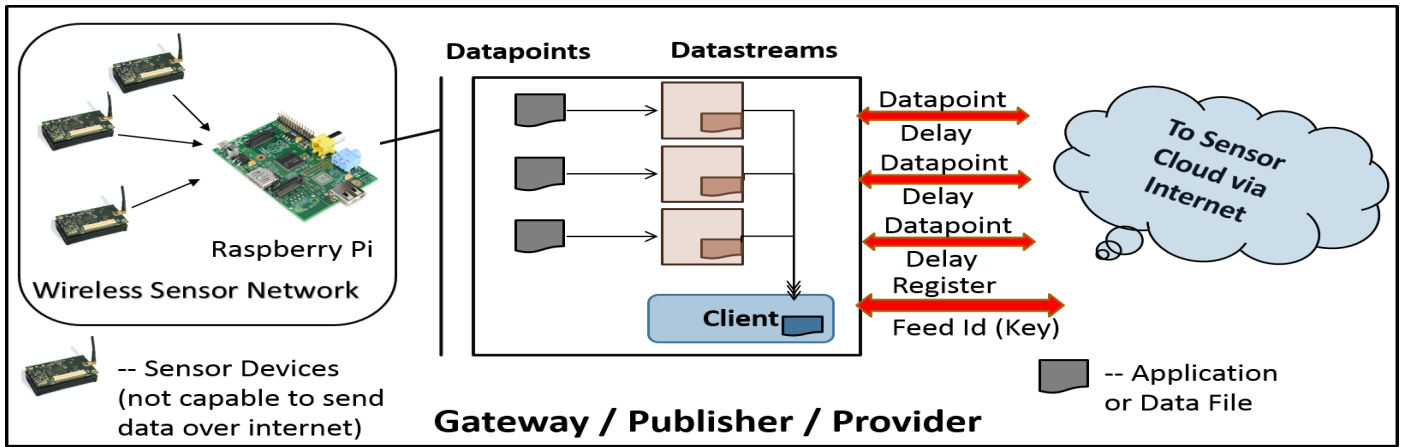 Datapoints
Datastreams
Raspberry Pi
Wireless Sensor Network
Client
Datapoint
Delay
Datapoint
Delay
Datapoint
Delay
Register
Feed Id (Key)
To Sensor
Cloud via
Internet
-- Sensor Devices
(not capable to send
data over internet)
-- Application
or Data File
Gateway / Publisher / Provider